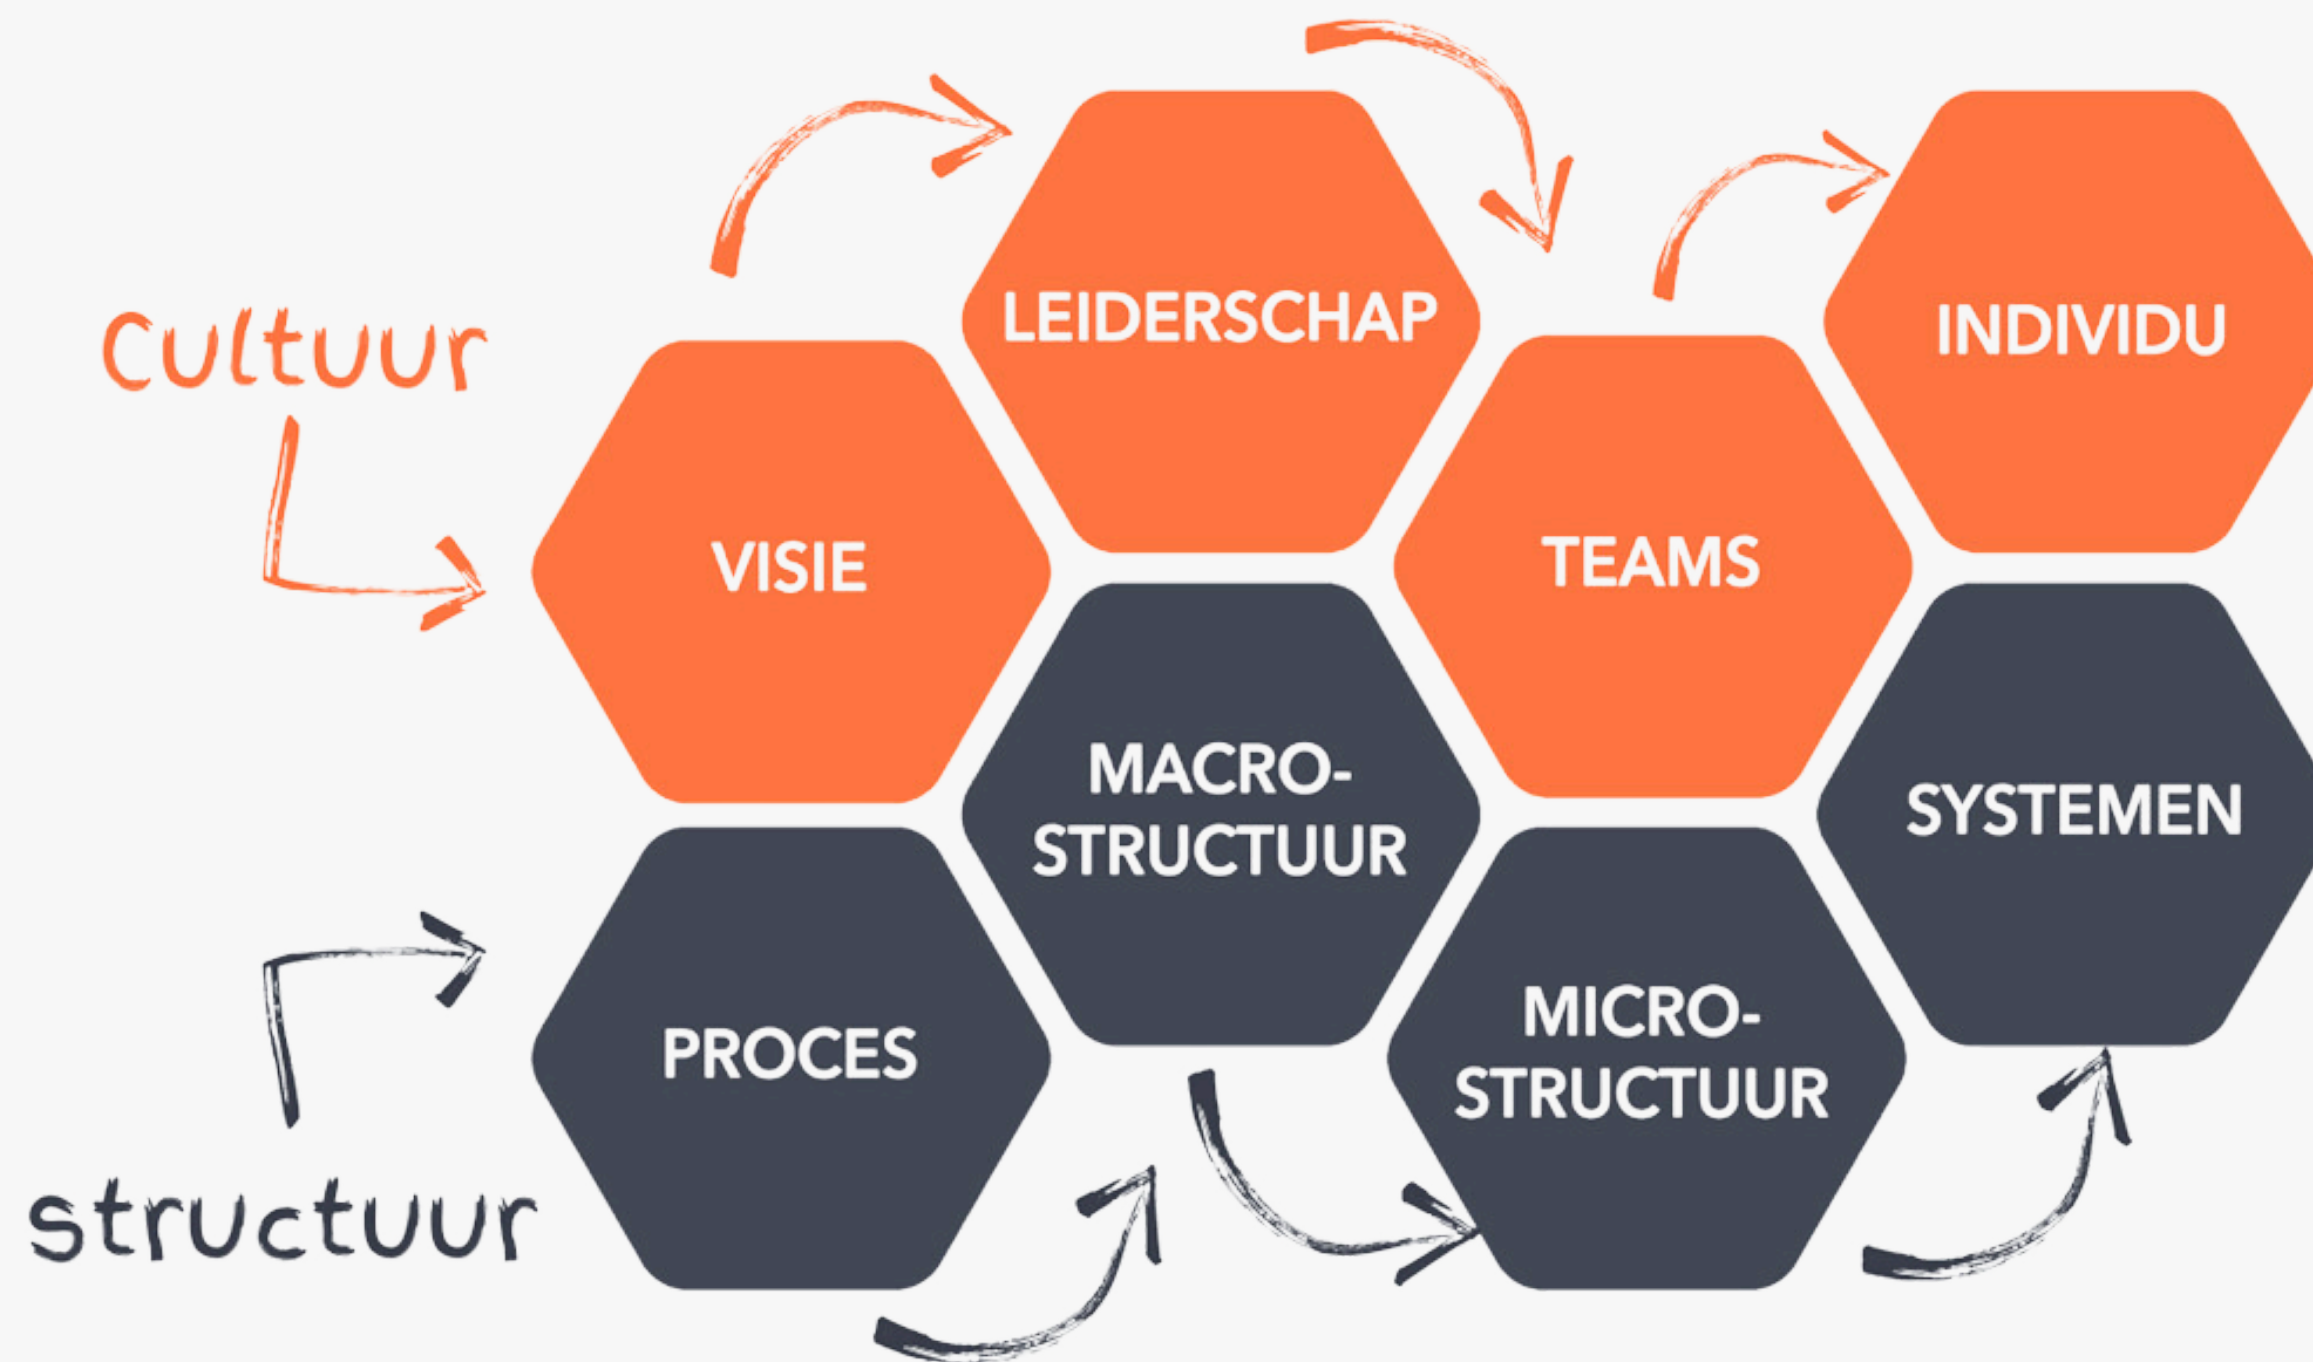 Cultuur
LEIDERSCHAP
INDIVIDU
VISIE
TEAMS
MACRO-
STRUCTUUR
SYSTEMEN
PROCES
MICRO-
STRUCTUUR
structuur